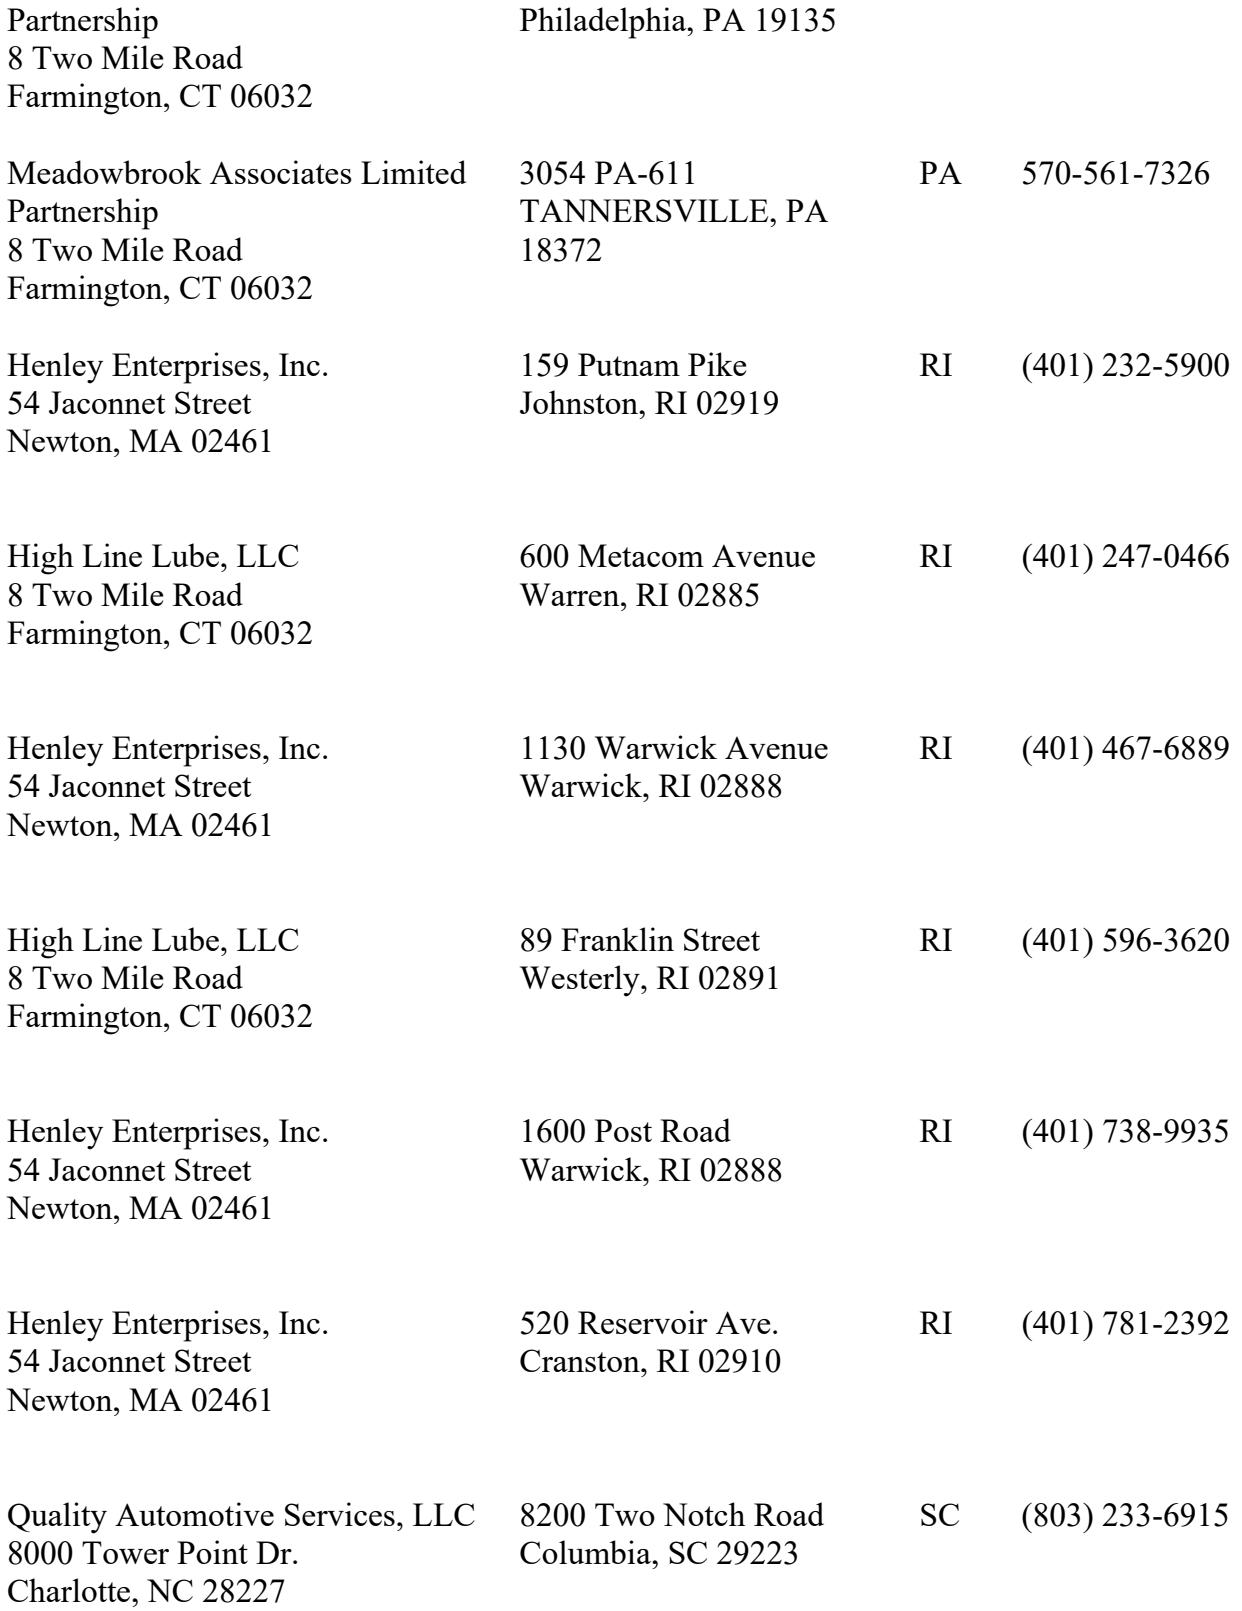 Partnership Philadelphia, PA 19135
8 Two Mile Road
Farmington, CT 06032
Meadowbrook Associates Limited 3054 PA-611 PA 570-561-7326
Partnership TANNERSVILLE, PA
8 Two Mile Road 18372
Farmington, CT 06032
Henley Enterprises, Inc. 159 Putnam Pike RI (401) 232-5900
54 Jaconnet Street Johnston, RI 02919
Newton, MA 02461
High Line Lube, LLC 600 Metacom Avenue RI (401) 247-0466
8 Two Mile Road Warren, RI 02885
Farmington, CT 06032
Henley Enterprises, Inc. 1130 Warwick Avenue RI (401) 467-6889
54 Jaconnet Street Warwick, RI 02888
Newton, MA 02461
High Line Lube, LLC 89 Franklin Street RI (401) 596-3620
8 Two Mile Road Westerly, RI 02891
Farmington, CT 06032
Henley Enterprises, Inc. 1600 Post Road RI (401) 738-9935
54 Jaconnet Street Warwick, RI 02888
Newton, MA 02461
Henley Enterprises, Inc. 520 Reservoir Ave. RI (401) 781-2392
54 Jaconnet Street Cranston, RI 02910
Newton, MA 02461
Quality Automotive Services, LLC 8200 Two Notch Road SC (803) 233-6915
8000 Tower Point Dr. Columbia, SC 29223
Charlotte, NC 28227